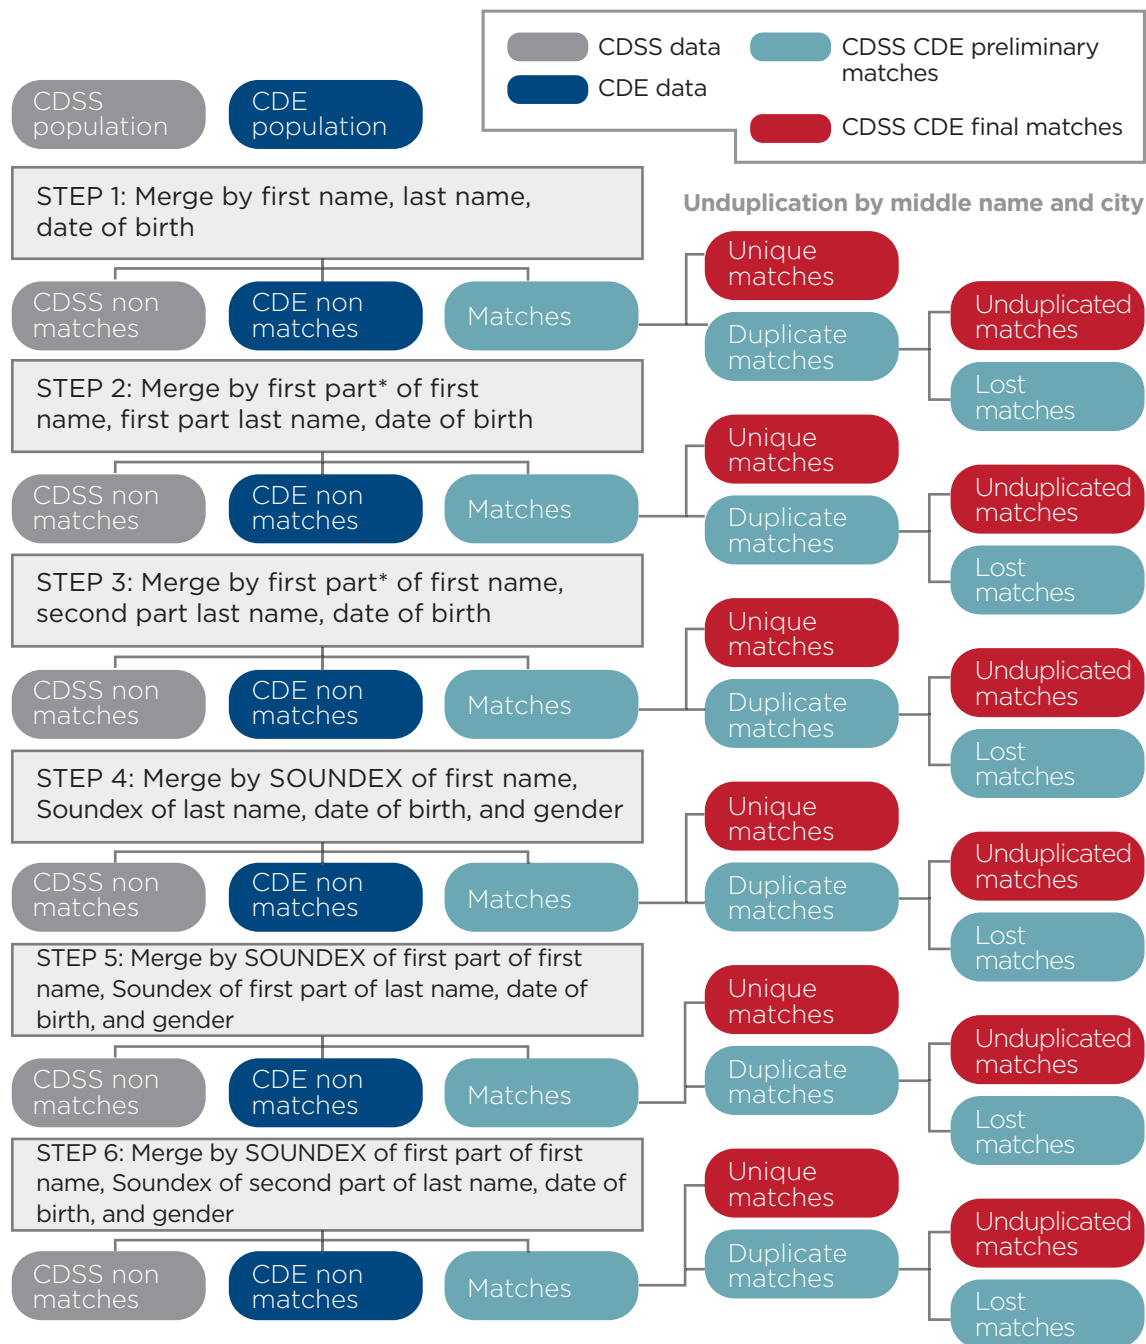 CDSS data
CDE data
CDSS CDE preliminary
matches
CDSS CDE final matches
CDSS
population
CDE
population
STEP 1: Merge by first name, last name,
date of birth
Unduplication by middle name and city
CDSS non
matches
CDE non
matches
Matches
Unique
matches
Duplicate
matches
Unduplicated
matches
Lost
matches
STEP 2: Merge by first part* of first
name, first part last name, date of birth
CDSS non
matches
CDE non
matches
Matches
Unique
matches
Duplicate
matches
Unduplicated
matches
Lost
matches
STEP 3: Merge by first part* of first name,
second part last name, date of birth
CDSS non
matches
CDE non
matches
Matches
Unique
matches
Duplicate
matches
Unduplicated
matches
Lost
matches
STEP 4: Merge by SOUNDEX of first name,
Soundex of last name, date of birth, and gender
CDSS non
matches
CDE non
matches
Matches
Unique
matches
Duplicate
matches
Unduplicated
matches
Lost
matches
STEP 5: Merge by SOUNDEX of first part of first
name, Soundex of first part of last name, date of
birth, and gender
CDSS non
matches
CDE non
matches
Matches
Unique
matches
Duplicate
matches
Unduplicated
matches
Lost
matches
STEP 6: Merge by SOUNDEX of first part of first
name, Soundex of second part of last name, date of
birth, and gender
CDSS non
matches
CDE non
matches
Matches
Unique
matches
Duplicate
matches
Unduplicated
matches
Lost
matches